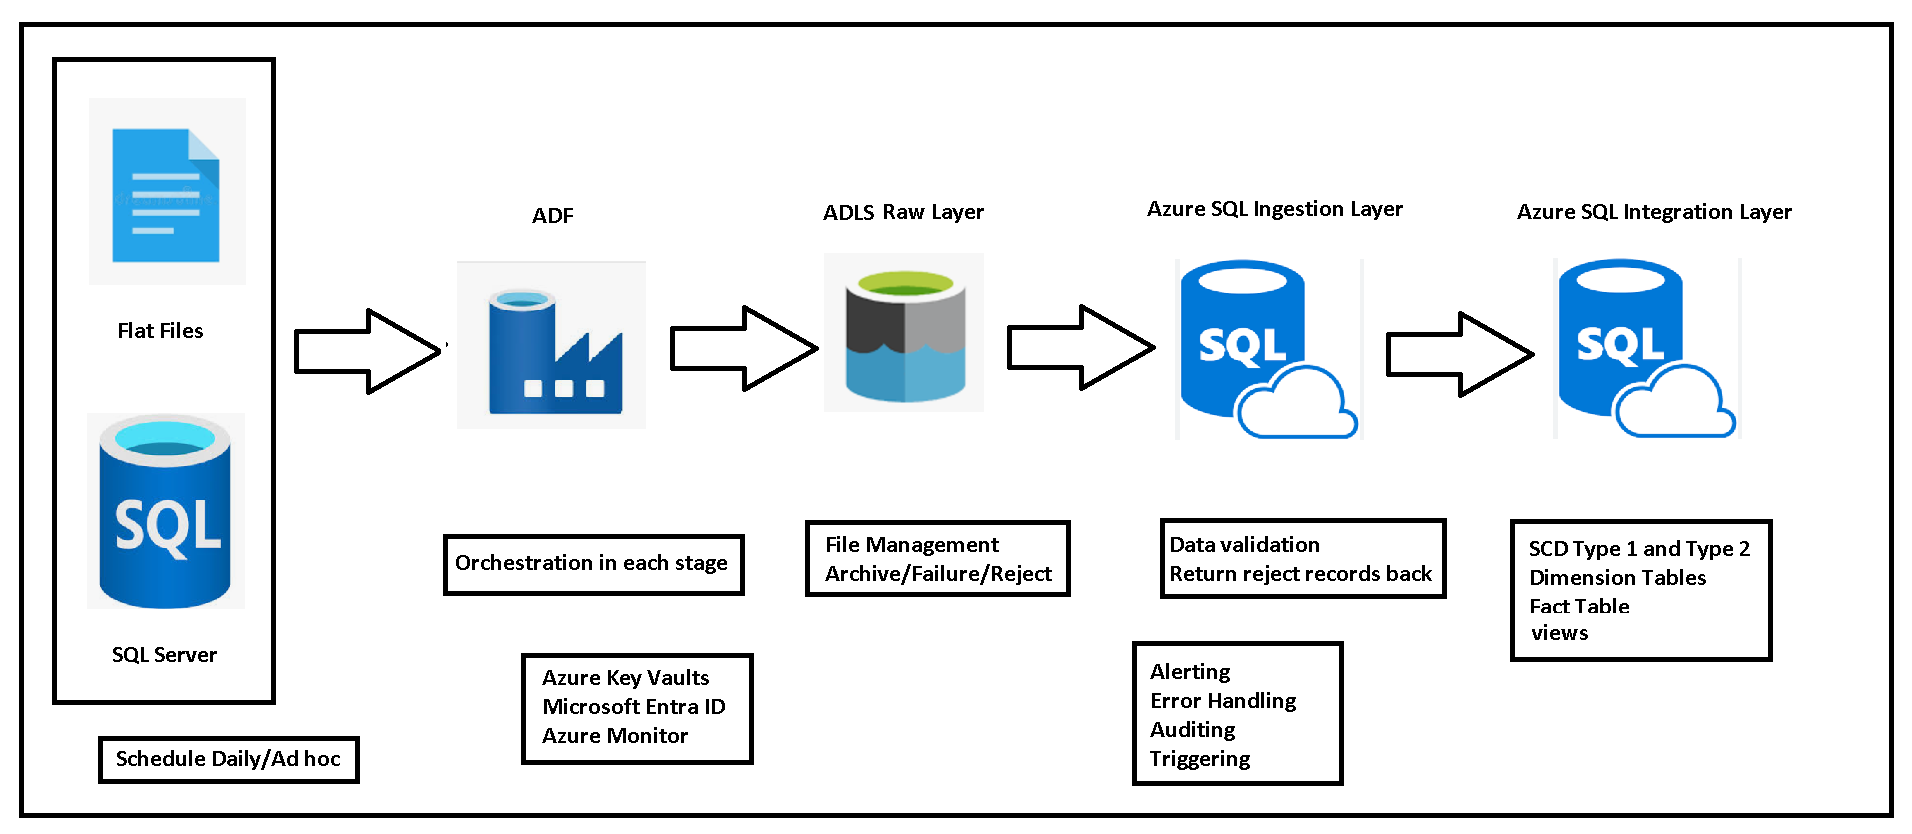 Flat Files
SQL
SQL Server
Schedule Daily/Ad hoc
ADF
Orchestration in each stage
Azure Key Vaults
Microsoft Entra ID
Azure Monitor
ADLS Raw Layer
File Management
Archive/Failure/Reject
Azure SQL Ingestion Layer
SQL
Data validation
Return reject records back
Alerting
Error Handling
Auditing
Triggering
Azure SQL Integration Layer
SQL
SCD Type 1 and Type 2
Dimension Tables
Fact Table
views